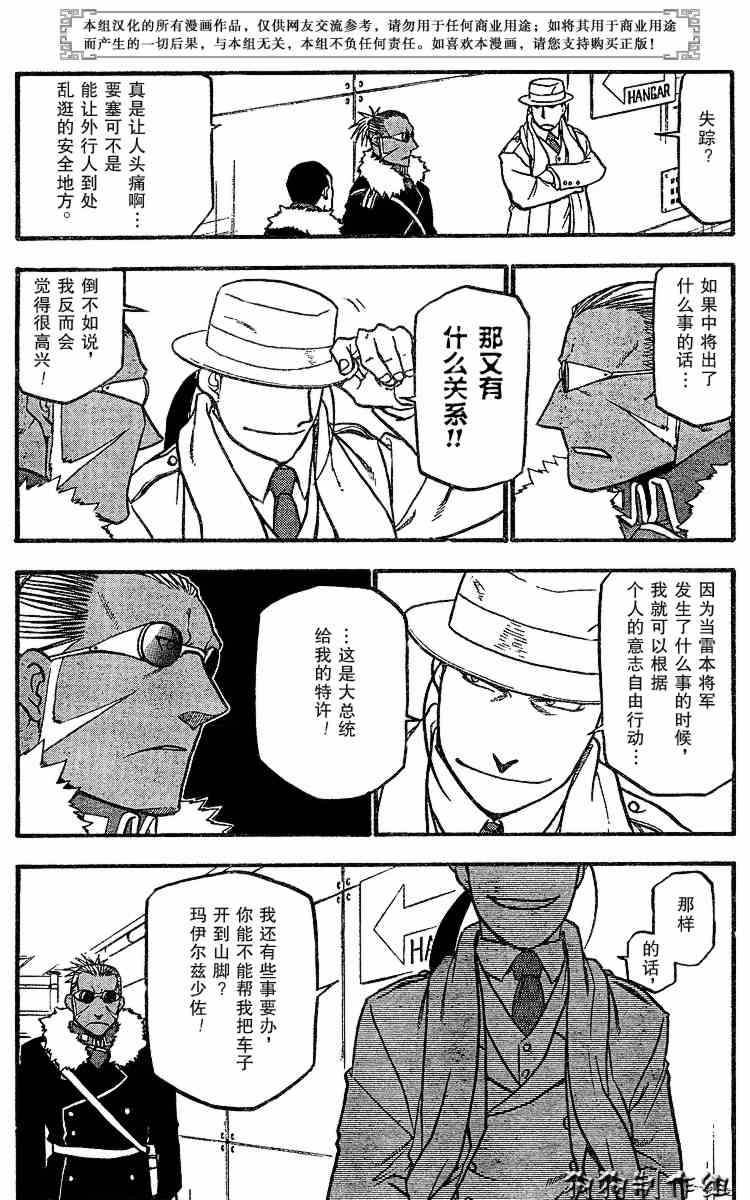 本组汉化的所有漫画作品，仅供网友交流参考，请勿用于任何商业用途；如将其用于商业用途
而产生的一切后果，与本组无关，本组不负任何责任。如喜欢本漫画，请您支持购买正版！
HANGAR
失踪？
真是让人头痛啊…
要塞可不是
能让外行人到处
乱逛的安全地方。
如果中将出了
什么事的话…
那又有
什么关系!!
倒不如说，
我反而会
觉得很高兴！
因为当雷本将军
发生了什么事的时候，
我就可以根据
个人的意志自由行动…
…这是大总统
给我的特许！
那样
的话，
HAN
我还有些事要办，
你能不能帮我把车子
开到山脚？
玛伊尔兹少佐！
狗狗制作组